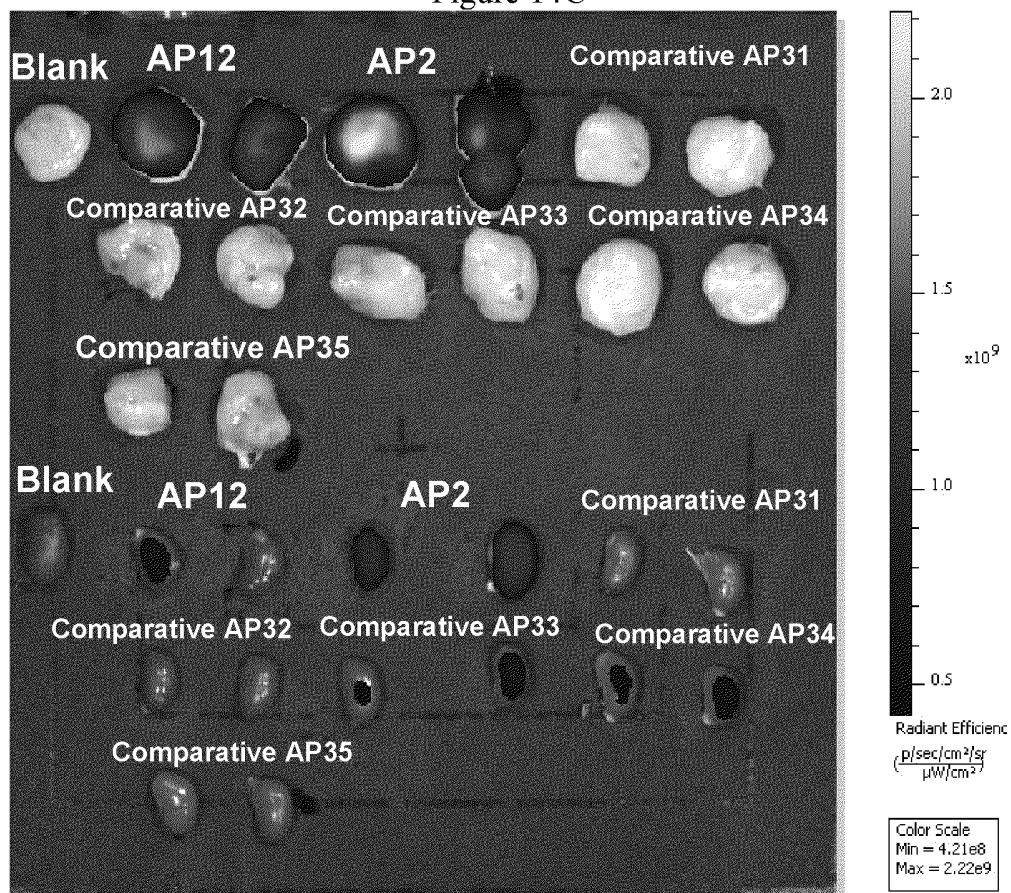 Figure 14C
Blank AP12 AP2 Comparative AP31
Comparative AP32 Comparative AP33 Comparative AP34
Comparative AP35
Blank AP12 AP2 Comparative AP31
Comparative AP32 Comparative AP33 Comparative AP34
Comparative AP35
2.0
1.5
x10⁹
1.0
0.5
Radiant Efficienc
(p/sec/cm²/sr
µW/cm²)
Color Scale
Min = 4.21e8
Max = 2.22e9